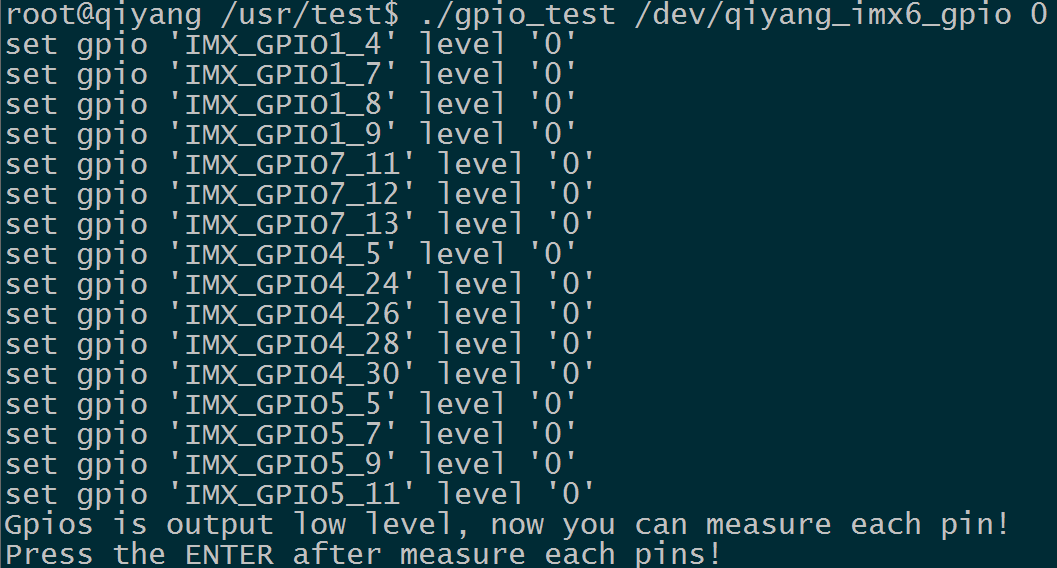 root@qiyang /usr/test$ ./gpio_test /dev/qiyang_imx6_gpio 0
set gpio 'IMX_GPIO1_4' level '0'
set gpio 'IMX_GPIO1_7' level '0'
set gpio 'IMX_GPIO1_8' level '0'
set gpio 'IMX_GPIO1_9' level '0'
set gpio 'IMX_GPIO7_11' level '0'
set gpio 'IMX_GPIO7_12' level '0'
set gpio 'IMX_GPIO7_13' level '0'
set gpio 'IMX_GPIO4_5' level '0'
set gpio 'IMX_GPIO4_24' level '0'
set gpio 'IMX_GPIO4_26' level '0'
set gpio 'IMX_GPIO4_28' level '0'
set gpio 'IMX_GPIO4_30' level '0'
set gpio 'IMX_GPIO5_5' level '0'
set gpio 'IMX_GPIO5_7' level '0'
set gpio 'IMX_GPIO5_9' level '0'
set gpio 'IMX_GPIO5_11' level '0'
Gpios is output low level, now you can measure each pin!
Press the ENTER after measure each pins!